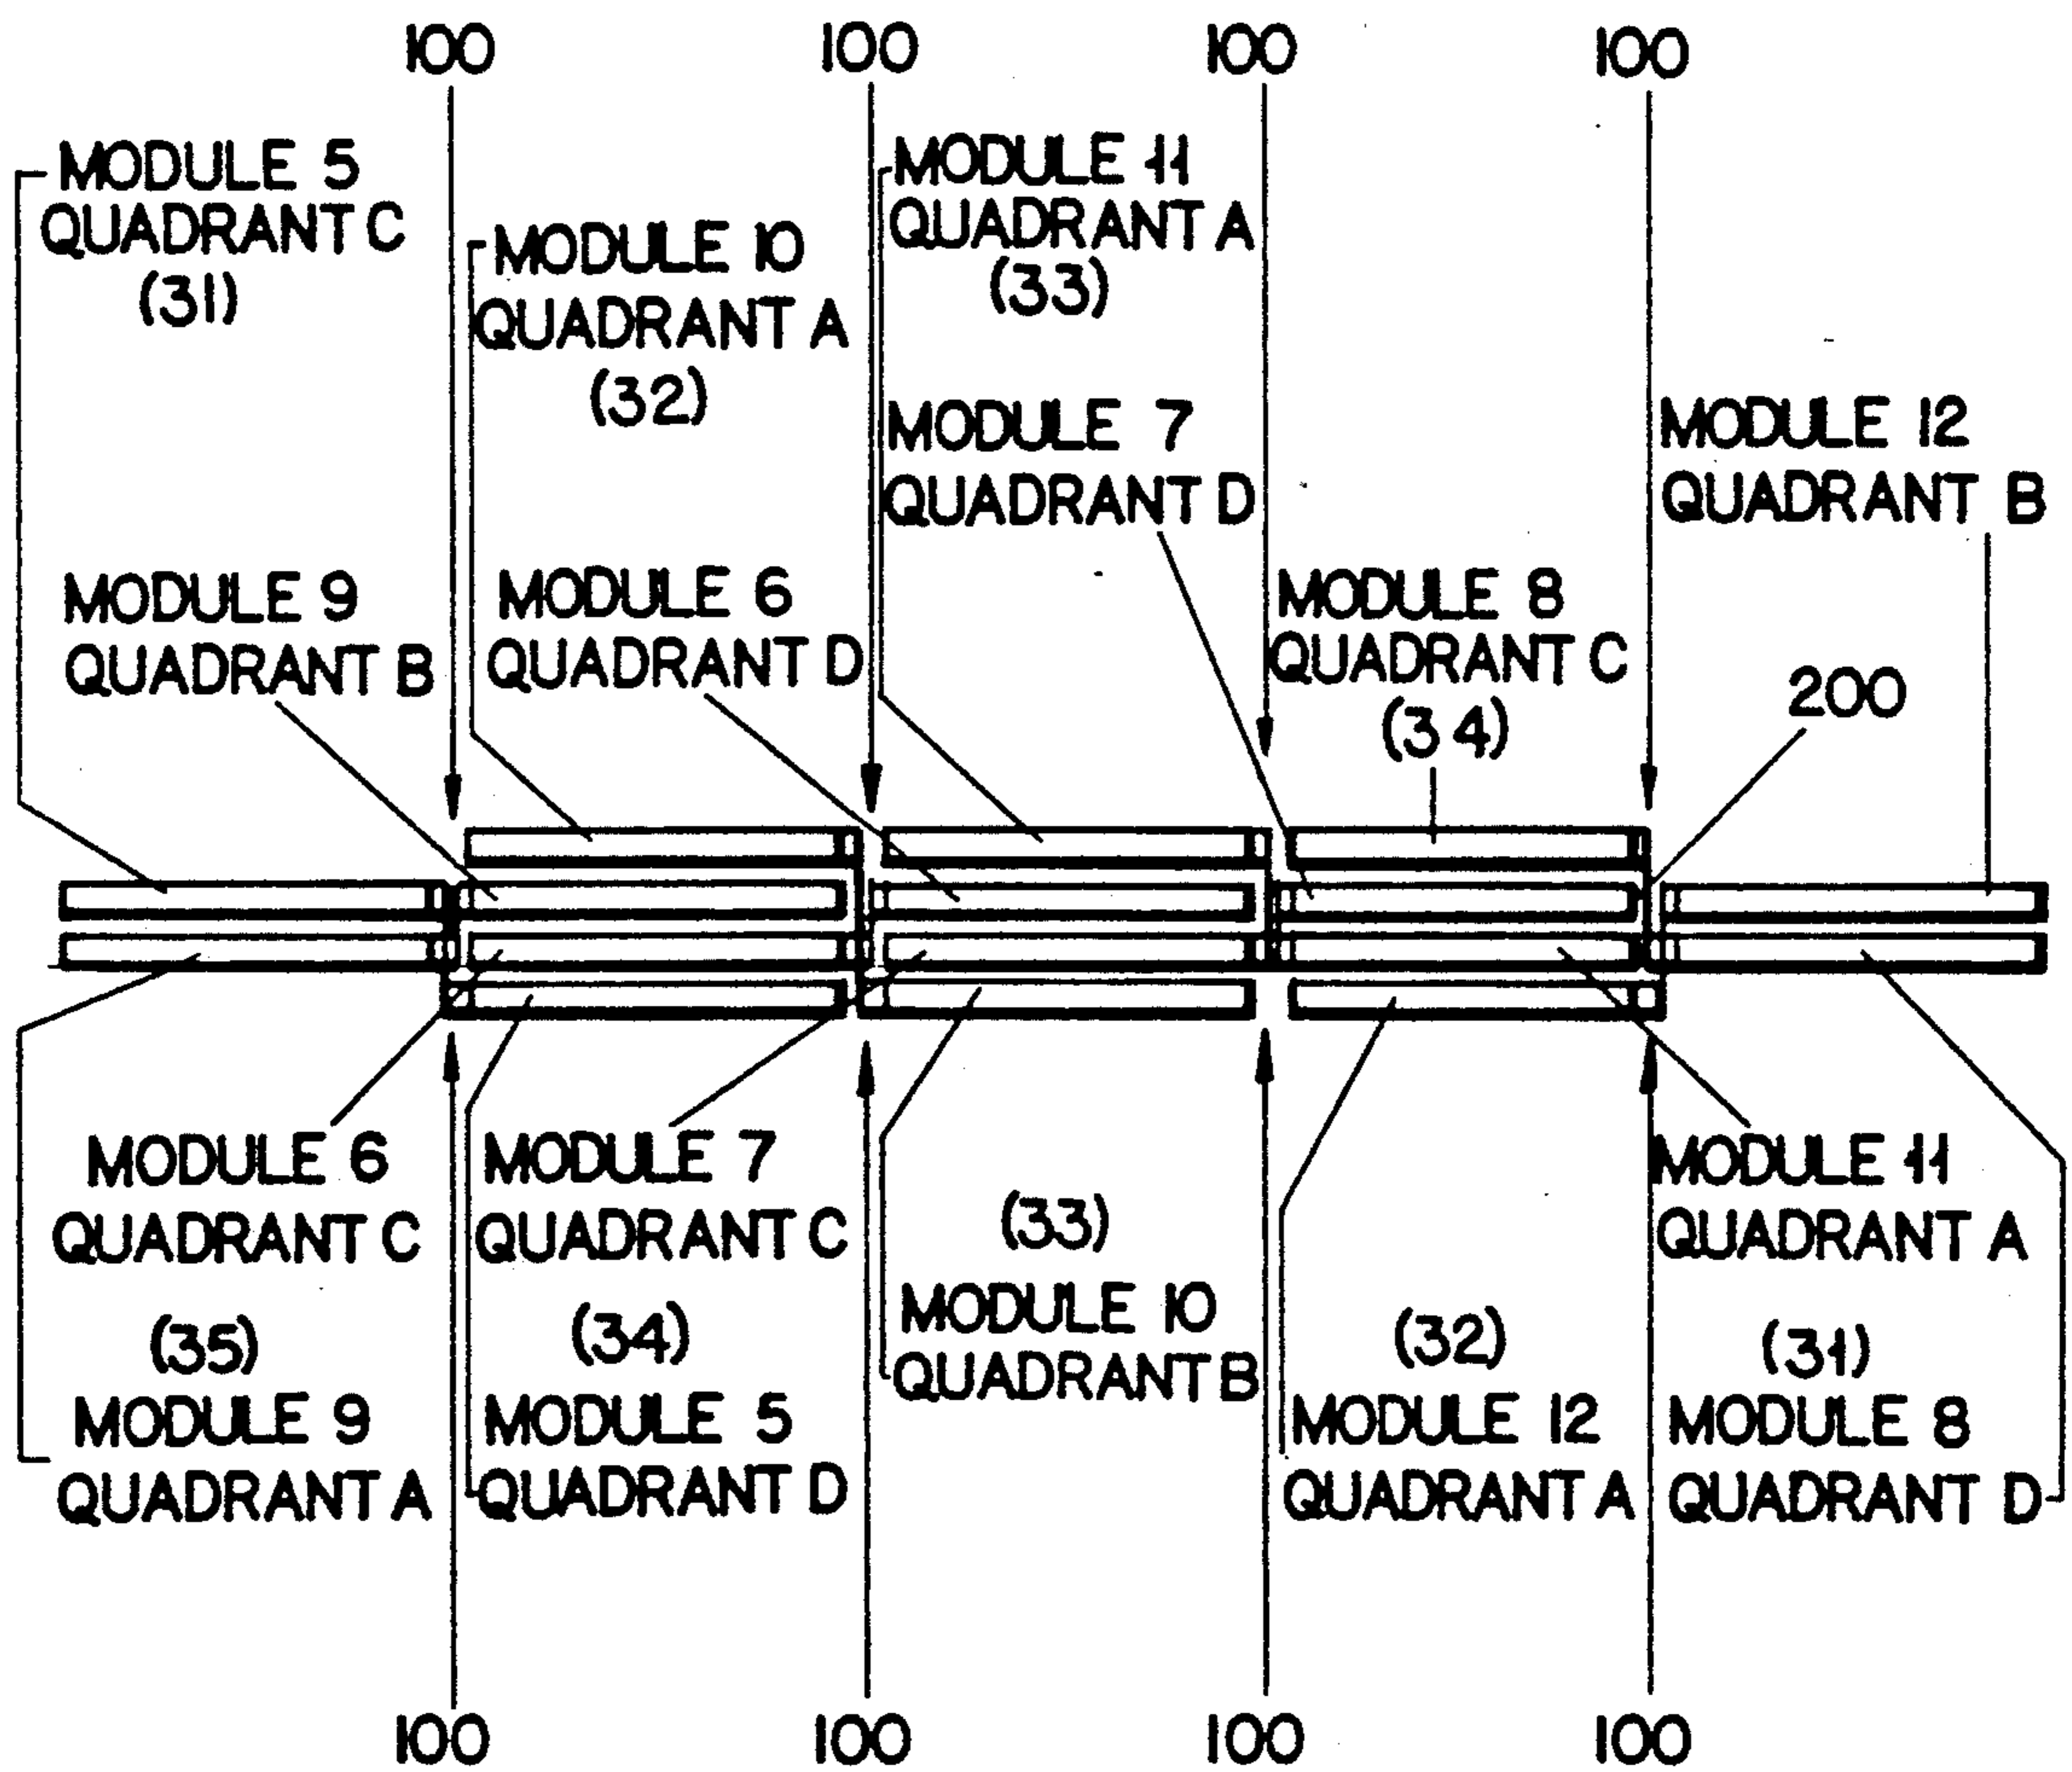 100
100
100
100
MODULE 5
QUADRANT C
(31)
MODULE 10
QUADRANT A
(32)
MODULE 11
QUADRANT A
(33)
MODULE 7
QUADRANT D
MODULE 12
QUADRANT B
MODULE 9
QUADRANT B
MODULE 6
QUADRANT D
MODULE 8
QUADRANT C
(34)
200
MODULE 6
QUADRANT C
(35)
MODULE 9
QUADRANT A
MODULE 7
QUADRANT C
(34)
MODULE 5
QUADRANT D
(33)
MODULE 10
QUADRANT B
(32)
MODULE 12
QUADRANT A
MODULE 11
QUADRANT A
(31)
MODULE 8
QUADRANT D
100
100
100
100